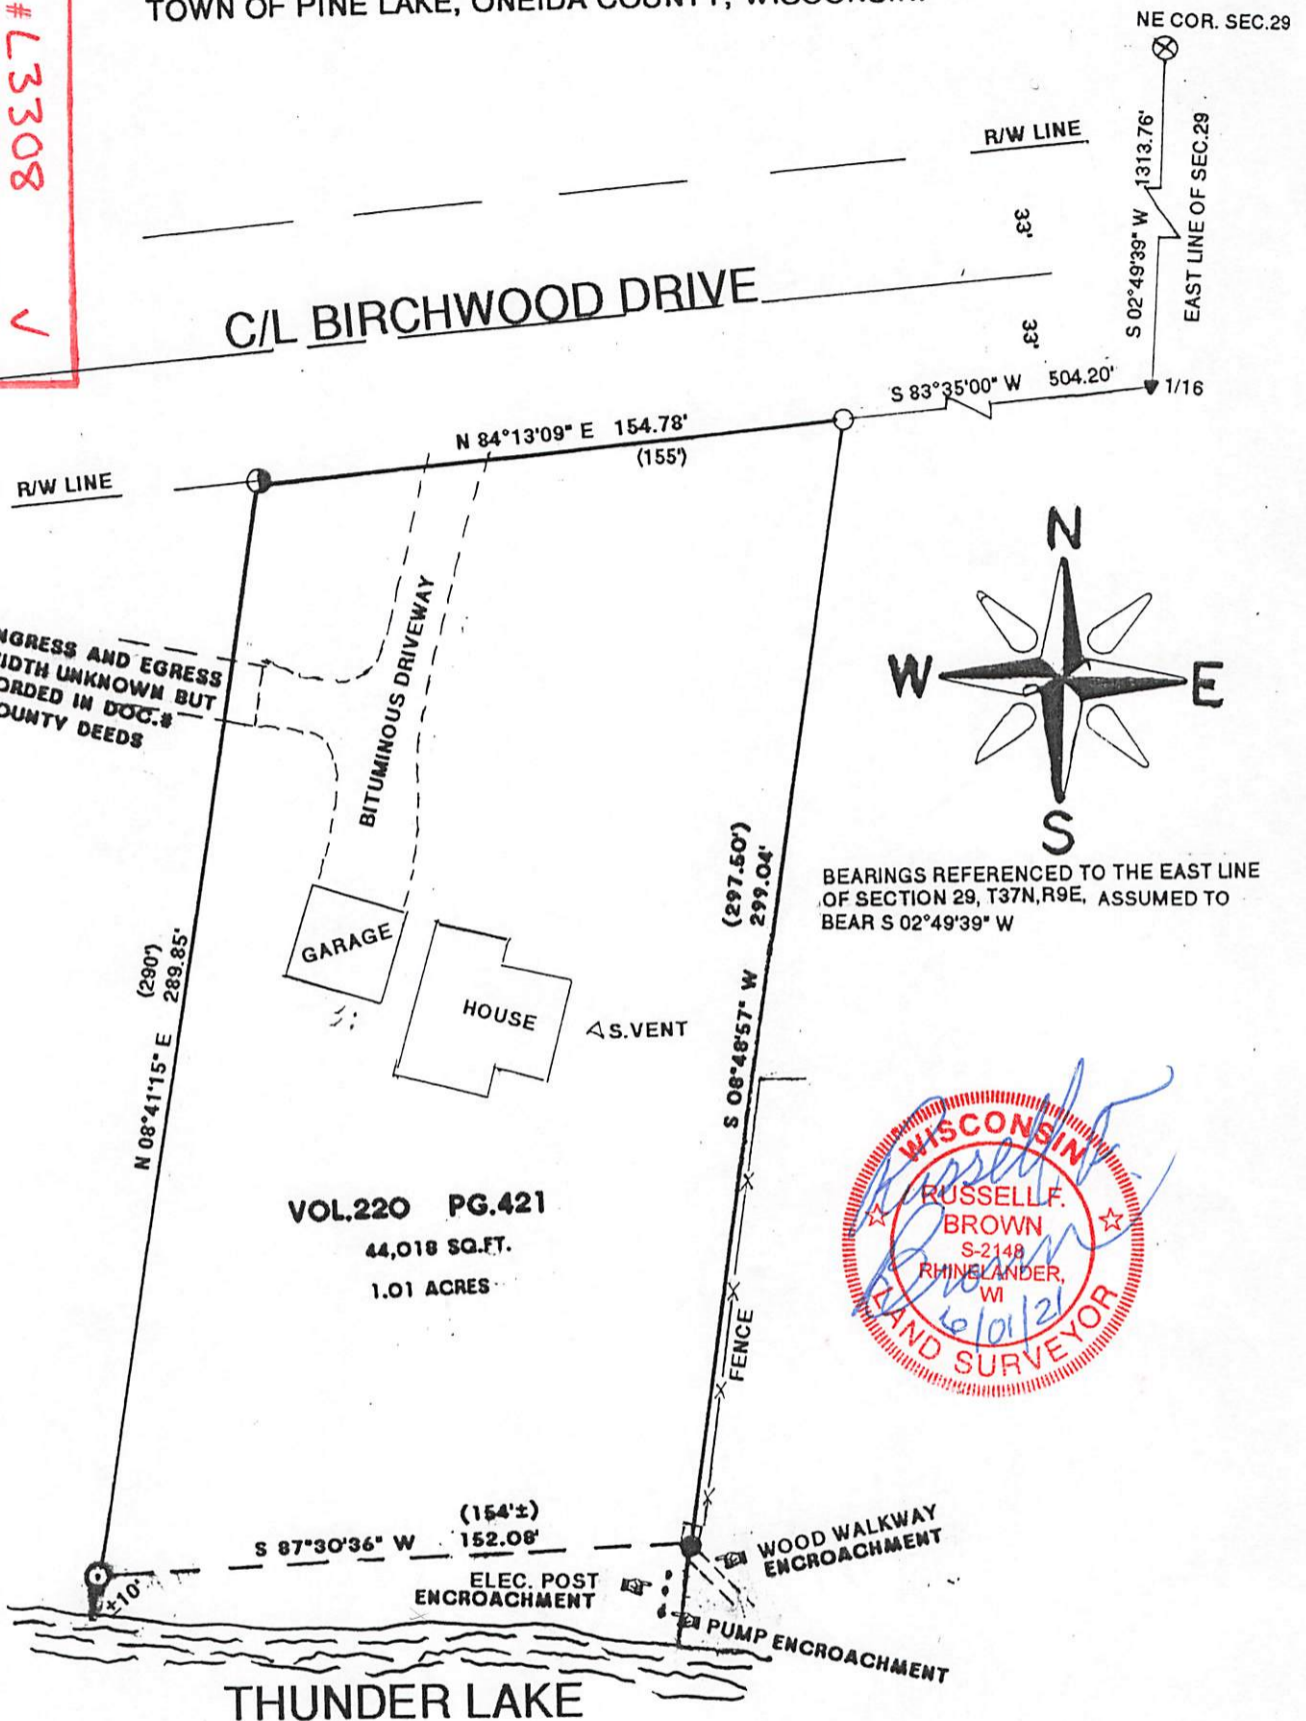 TOWN OF PINE LAKE, ONEIDA COUNTY, WISCONSIN.
#L3308
NE COR. SEC.29
R/W LINE
S 02°49'39" W 1313.76'
EAST LINE OF SEC.29
33'
C/L BIRCHWOOD DRIVE
33'
S 83°35'00" W 504.20'
1/16
N 84°13'09" E 154.78'
(155')
R/W LINE
N
W E
S
INGRESS AND EGRESS
WIDTH UNKNOWN BUT
IN DOC.#
COUNTY DEEDS
BITUMINOUS DRIVEWAY
BEARINGS REFERENCED TO THE EAST LINE
OF SECTION 29, T37N,R9E, ASSUMED TO
BEAR S 02°49'39" W
(297.50')
S 08°48'57" W 299.04'
GARAGE
HOUSE
S.VENT
(290')
N 08°41'15" E 289.85'
VOL.220 PG.421
44,018 SQ.FT.
1.01 ACRES
WISCONSIN
RUSSELL F.
BROWN
S-2148
RHINELANDER,
WI
LAND SURVEYOR
Russell F. Brown
6/01/21
FENCE
(154'±)
S 87°30'36" W 152.08'
±10'
ELEC. POST
ENCROACHMENT
WOOD WALKWAY
ENCROACHMENT
PUMP ENCROACHMENT
THUNDER LAKE